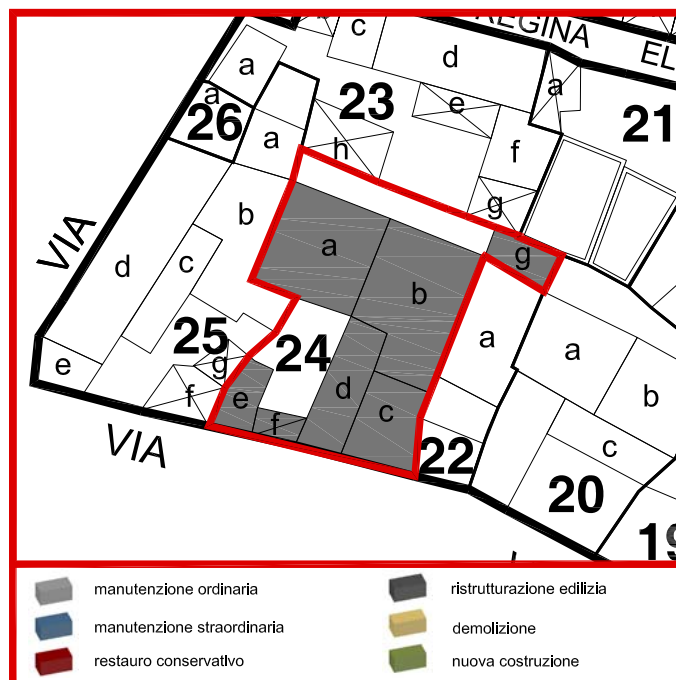 REGINA
EL
b
c
d
a
a
23
e
a
21
26
a
h
f
g
b
a
g
d
c
b
VIA
25
24
a
a
g
d
b
e
f
e
f
c
c
22
20
19
VIA
manutenzione ordinaria
ristrutturazione edilizia
manutenzione straordinaria
demolizione
restauro conservativo
nuova costruzione